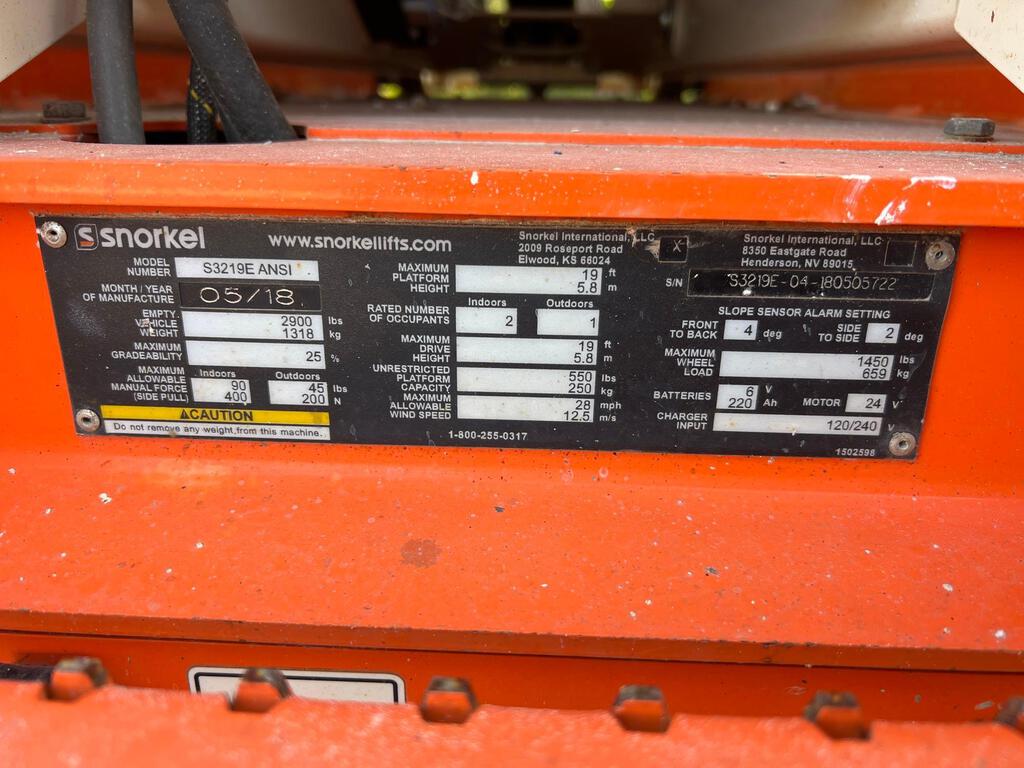 snorkel
www.snorkellifts.com
Snorkel International, LLC
2009 Roseport Road
Elwood, KS 66024
X
Snorkel International, LLC
8350 Eastgate Road
Henderson, NV 89015
MODEL NUMBER S3219E ANSI
MONTH / YEAR OF MANUFACTURE 05/18
EMPTY VEHICLE WEIGHT 2900 lbs
1318 kg
MAXIMUM GRADEABILITY 25 %
MAXIMUM ALLOWABLE MANUAL FORCE (SIDE PULL)
Indoors Outdoors
90 45 lbs
400 200 N
CAUTION
Do not remove any weight from this machine.
MAXIMUM PLATFORM HEIGHT 19 ft
5.8 m
RATED NUMBER OF OCCUPANTS
Indoors Outdoors
2 1
MAXIMUM DRIVE HEIGHT 19 ft
5.8 m
UNRESTRICTED PLATFORM CAPACITY 550 lbs
250 kg
MAXIMUM ALLOWABLE WIND SPEED 28 mph
12.5 m/s
1-800-255-0317
S/N S3219E-04-180505722
SLOPE SENSOR ALARM SETTING
FRONT TO BACK 4 deg
SIDE TO SIDE 2 deg
MAXIMUM WHEEL LOAD 1450 lbs
659 kg
BATTERIES 6 V
220 Ah
MOTOR 24 V
CHARGER INPUT 120/240 V
1502598